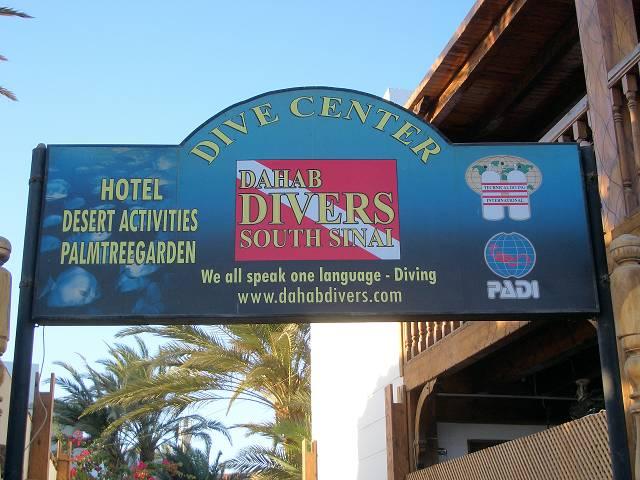 DIVE CENTER
HOTEL
DESERT ACTIVITIES
PALMTREEGARDEN
DAHAB
DIVERS
SOUTH SINAI
TECHNICAL DIVING
INTERNATIONAL
PADI
We all speak one language - Diving
www.dahabdivers.com